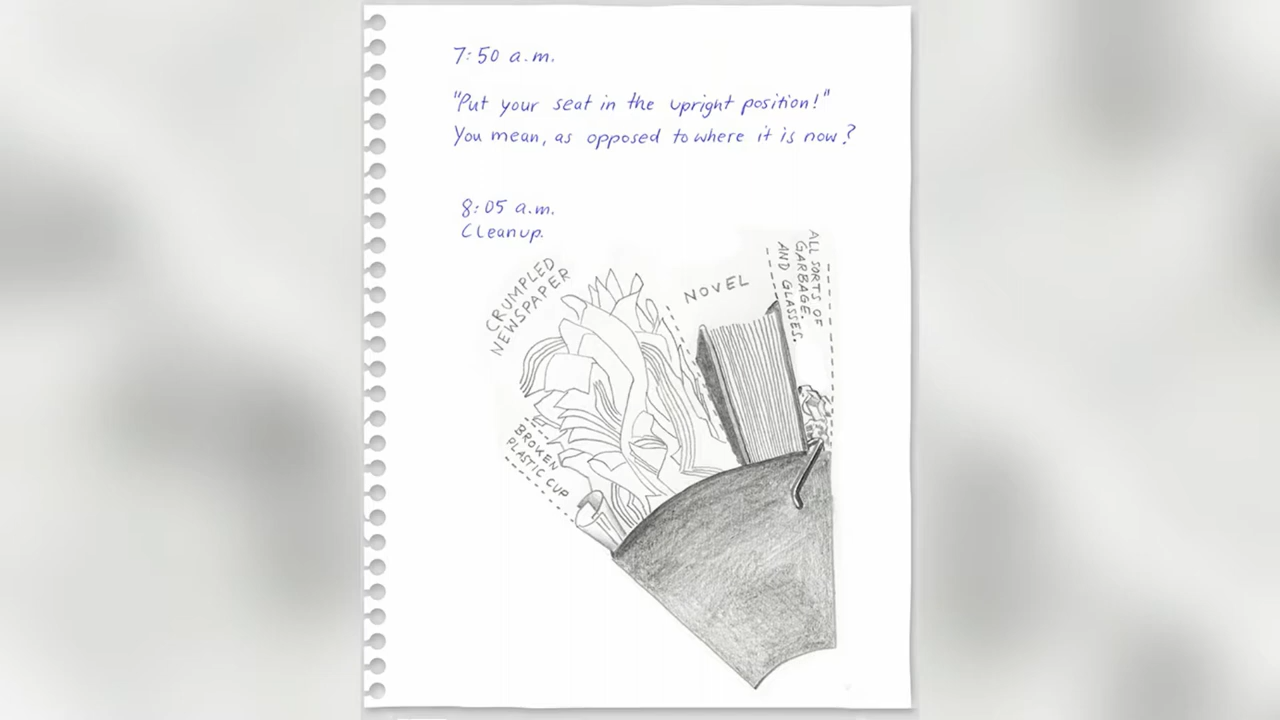 7:50 a.m.
"Put your seat in the upright position!"
You mean, as opposed to where it is now?
8:05 a.m.
Cleanup.
CRUMPLED
NEWSPAPER
NOVEL
ALL SORTS OF
GARBAGE.
AND GLASSES.
BROKEN
PLASTIC CUP